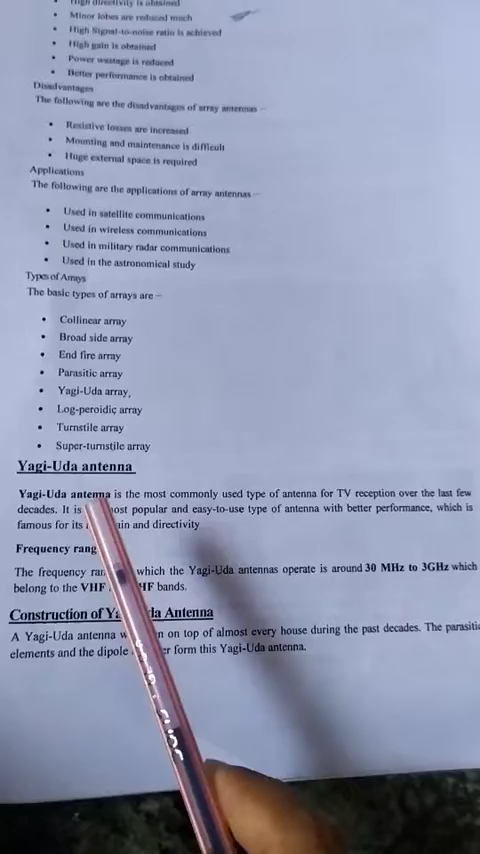 High directivity is obtained
• Minor lobes are reduced much
• High Signal-to-noise ratio is achieved
• High gain is obtained
• Power wastage is reduced
• Better performance is obtained
Disadvantages
The following are the disadvantages of array antennas –
• Resistive losses are increased
• Mounting and maintenance is difficult
• Huge external space is required
Applications
The following are the applications of array antennas –
• Used in satellite communications
• Used in wireless communications
• Used in military radar communications
• Used in the astronomical study
Types of Arrays
The basic types of arrays are –
• Collinear array
• Broad side array
• End fire array
• Parasitic array
• Yagi-Uda array,
• Log-peroidic array
• Turnstile array
• Super-turnstile array
Yagi-Uda antenna
Yagi-Uda antenna is the most commonly used type of antenna for TV reception over the last few
decades. It is most popular and easy-to-use type of antenna with better performance, which is
famous for its gain and directivity
Frequency rang
The frequency ran which the Yagi-Uda antennas operate is around 30 MHz to 3GHz which
belong to the VHF HF bands.
Construction of Ya da Antenna
A Yagi-Uda antenna w n on top of almost every house during the past decades. The parasitic
elements and the dipole er form this Yagi-Uda antenna.